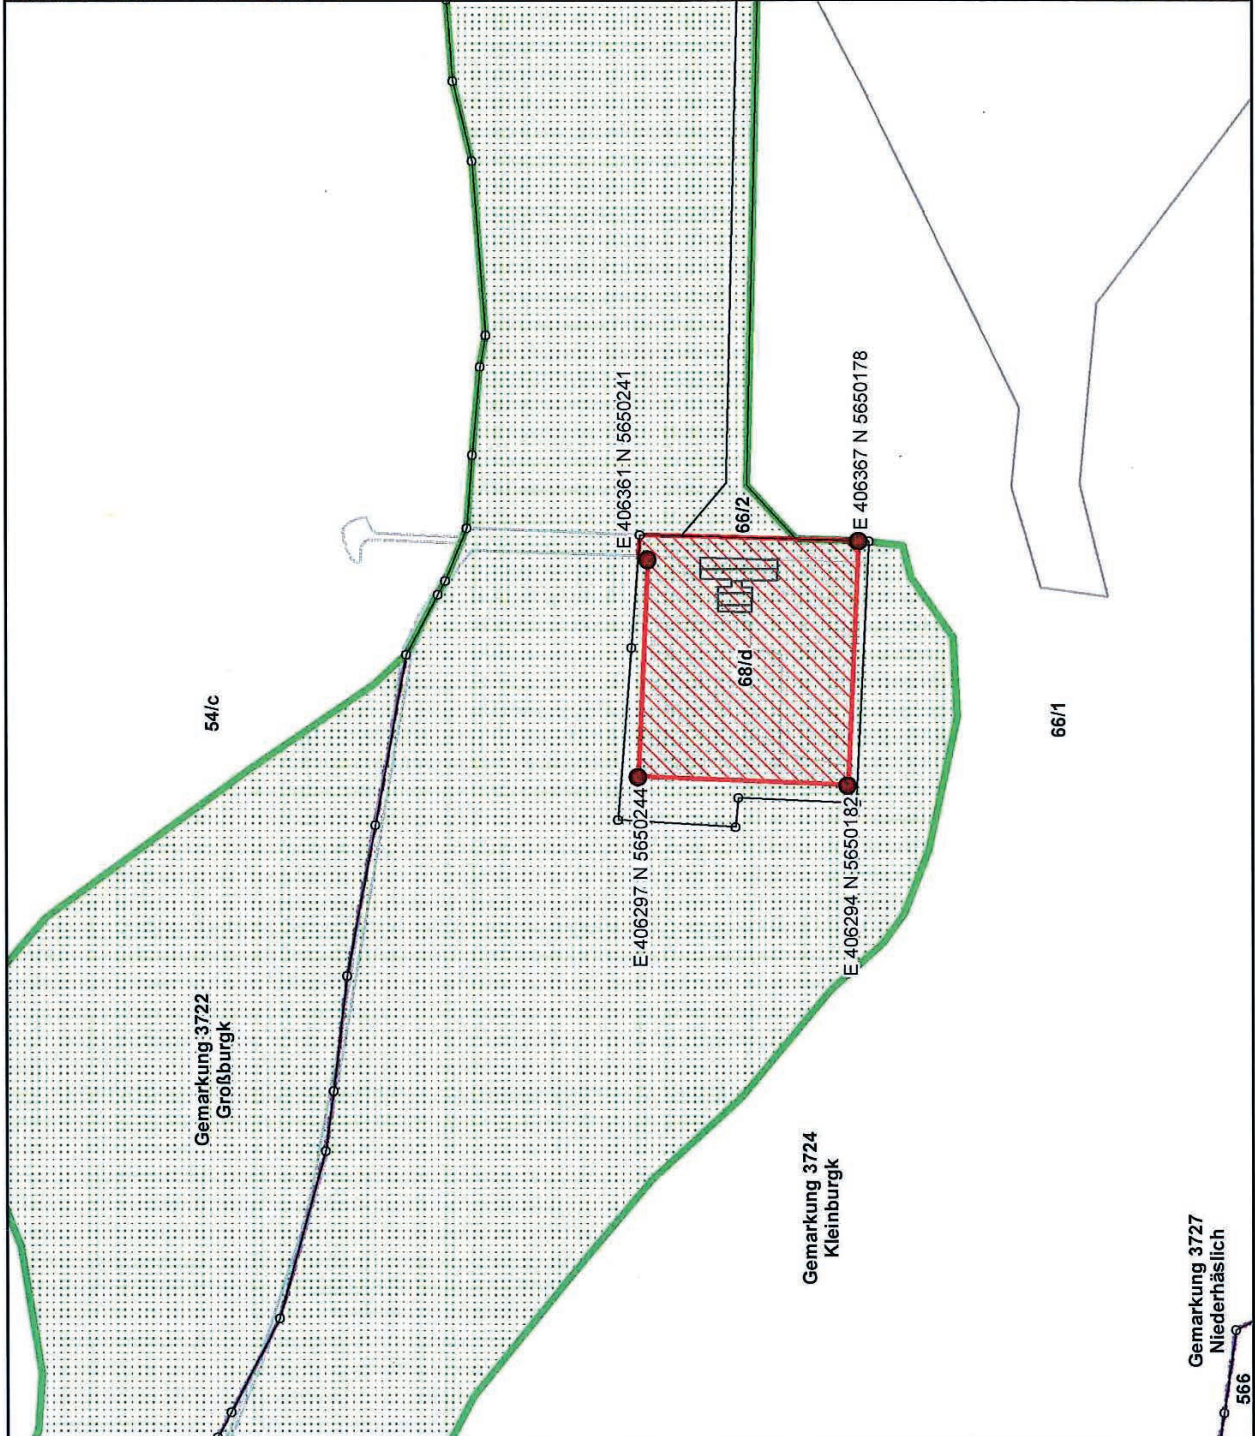 54/c
Gemarkung 3722
Großburgk
E 406361 N 5650241
E 406297 N 5650244
66/2
68/d
E 406367 N 5650178
E 406294 N 5650182
Gemarkung 3724
Kleinburgk
66/1
Gemarkung 3727
Niederhäslich
566